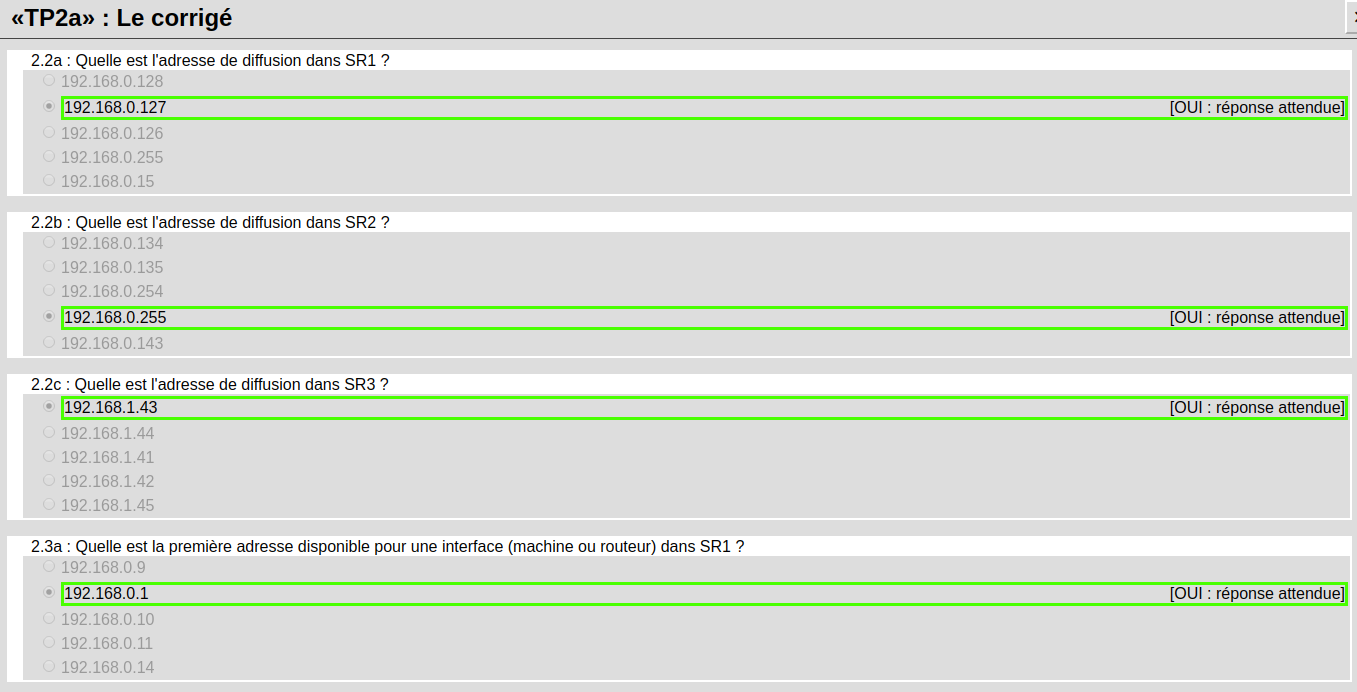 «TP2a» : Le corrigé
2.2a : Quelle est l'adresse de diffusion dans SR1 ?
192.168.0.128
192.168.0.127 [OUI : réponse attendue]
192.168.0.126
192.168.0.255
192.168.0.15
2.2b : Quelle est l'adresse de diffusion dans SR2 ?
192.168.0.134
192.168.0.135
192.168.0.254
192.168.0.255 [OUI : réponse attendue]
192.168.0.143
2.2c : Quelle est l'adresse de diffusion dans SR3 ?
192.168.1.43 [OUI : réponse attendue]
192.168.1.44
192.168.1.41
192.168.1.42
192.168.1.45
2.3a : Quelle est la première adresse disponible pour une interface (machine ou routeur) dans SR1 ?
192.168.0.9
192.168.0.1 [OUI : réponse attendue]
192.168.0.10
192.168.0.11
192.168.0.14